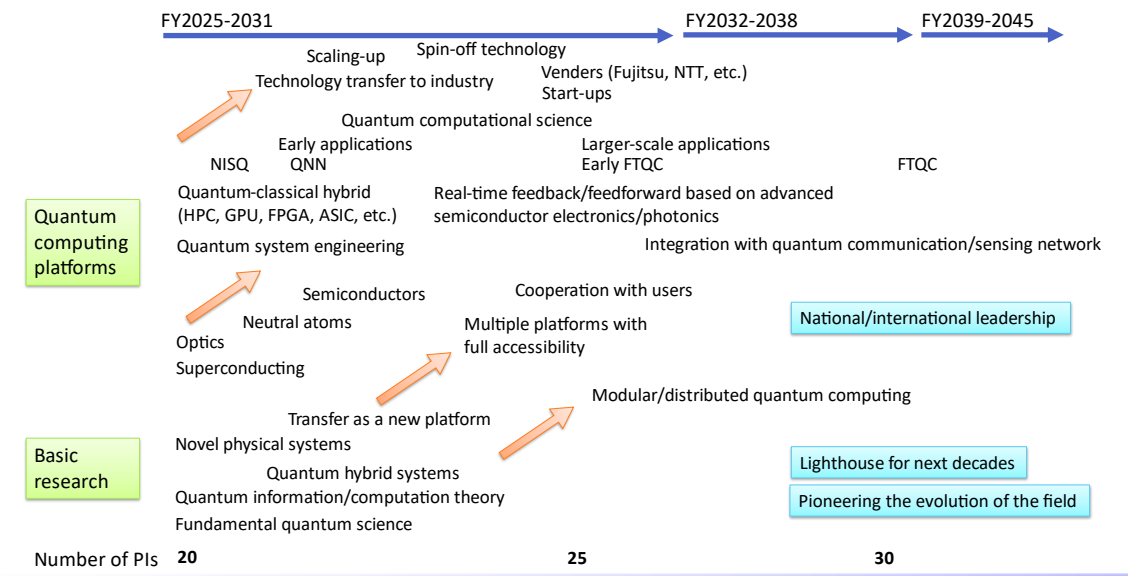 FY2025-2031
FY2032-2038
FY2039-2045
Scaling-up
Spin-off technology
Technology transfer to industry
Venders (Fujitsu, NTT, etc.)
Start-ups
Quantum computational science
Early applications
Larger-scale applications
NISQ
QNN
Early FTQC
FTQC
Quantum
computing
platforms
Quantum-classical hybrid
(HPC, GPU, FPGA, ASIC, etc.)
Real-time feedback/feedforward based on advanced
semiconductor electronics/photonics
Quantum system engineering
Integration with quantum communication/sensing network
Semiconductors
Cooperation with users
Neutral atoms
Multiple platforms with
full accessibility
National/international leadership
Optics
Superconducting
Modular/distributed quantum computing
Transfer as a new platform
Basic
research
Novel physical systems
Quantum hybrid systems
Lighthouse for next decades
Quantum information/computation theory
Pioneering the evolution of the field
Fundamental quantum science
Number of PIs
20
25
30